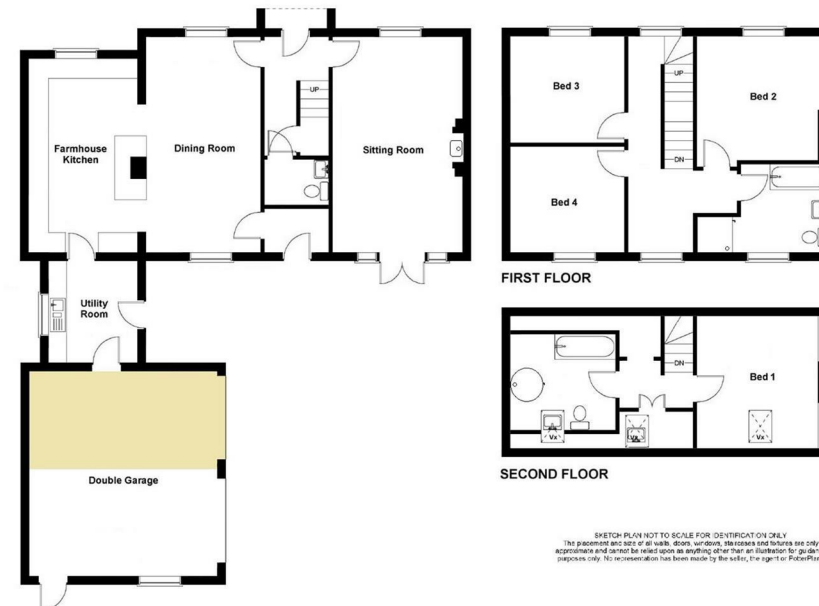 Farmhouse
Kitchen
Dining Room
UP
Sitting Room
Utility
Room
Double Garage
Bed 3
UP
Bed 2
Bed 4
DN
FIRST FLOOR
DN
Bed 1
Vx
Vx
Vx
SECOND FLOOR
SKETCH PLAN NOT TO SCALE FOR IDENTIFICATION ONLY
The placement and size of all walls, doors, windows, staircases and fixtures are only
approximate and cannot be relied upon as anything other than an illustration for
purposes only. No representation has been made by the seller, the agent or